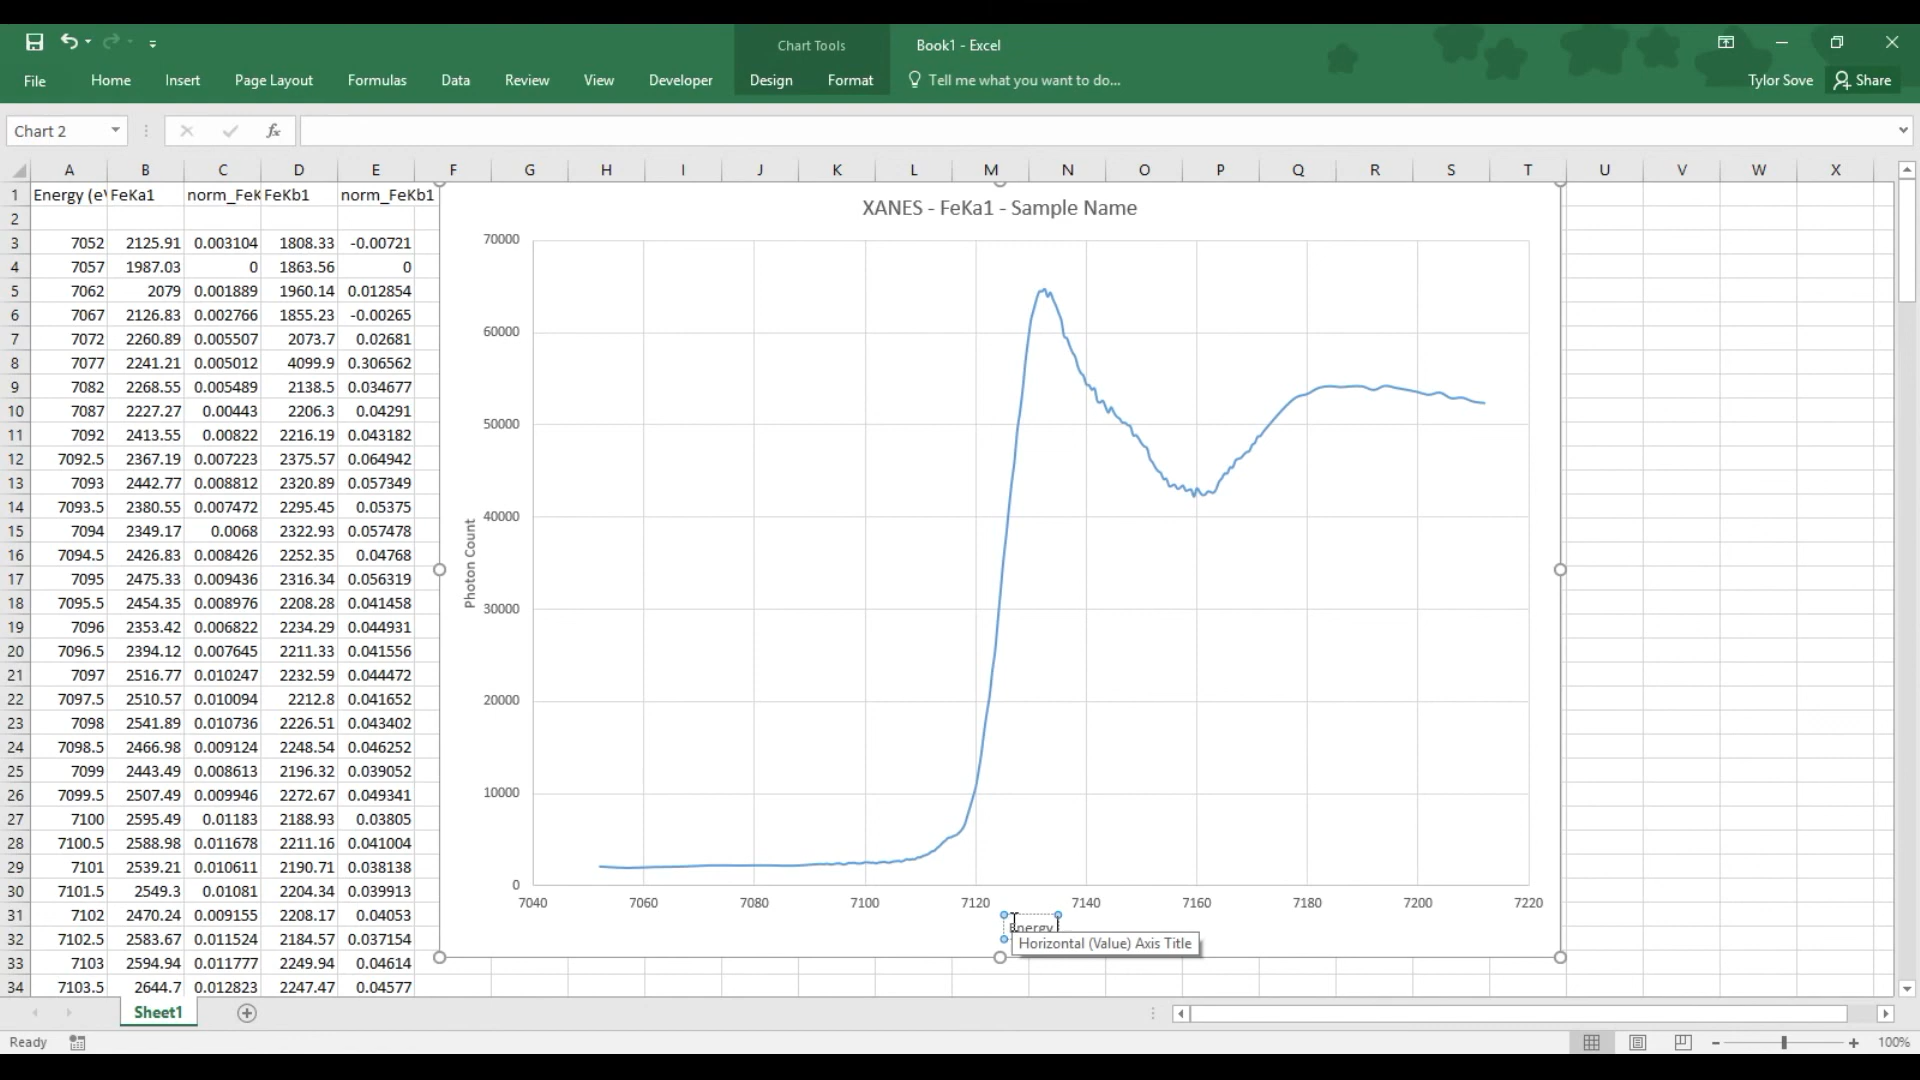 Chart Tools
Book1 - Excel
File Home Insert Page Layout Formulas Data Review View Developer Design Format Tell me what you want to do... Tylor Sove Share
Chart 2 fx
A B C D E F G H I J K L M N O P Q R S T U V W X
1 Energy (eV FeKa1 norm_FeK FeKb1 norm_FeKb1
2
3 7052 2125.91 0.003104 1808.33 -0.00721
4 7057 1987.03 0 1863.56 0
5 7062 2079 0.001889 1960.14 0.012854
6 7067 2126.83 0.002766 1855.23 -0.00265
7 7072 2260.89 0.005507 2073.7 0.02681
8 7077 2241.21 0.005012 4099.9 0.306562
9 7082 2268.55 0.005489 2138.5 0.034677
10 7087 2227.27 0.00443 2206.3 0.04291
11 7092 2413.55 0.00822 2216.19 0.043182
12 7092.5 2367.19 0.007223 2375.57 0.064942
13 7093 2442.77 0.008812 2320.89 0.057349
14 7093.5 2380.55 0.007472 2295.45 0.05375
15 7094 2349.17 0.0068 2322.93 0.057478
16 7094.5 2426.83 0.008426 2252.35 0.04768
17 7095 2475.33 0.009436 2316.34 0.056319
18 7095.5 2454.35 0.008976 2208.28 0.041458
19 7096 2353.42 0.006822 2234.29 0.044931
20 7096.5 2394.12 0.007645 2211.33 0.041556
21 7097 2516.77 0.010247 2232.59 0.044472
22 7097.5 2510.57 0.010094 2212.8 0.041652
23 7098 2541.89 0.010736 2226.51 0.043402
24 7098.5 2466.98 0.009124 2248.54 0.046252
25 7099 2443.49 0.008613 2196.32 0.039052
26 7099.5 2507.49 0.009946 2272.67 0.049341
27 7100 2595.49 0.01183 2188.93 0.03805
28 7100.5 2588.98 0.011678 2211.16 0.041004
29 7101 2539.21 0.010611 2190.71 0.038138
30 7101.5 2549.3 0.01081 2204.34 0.039913
31 7102 2470.24 0.009155 2208.17 0.04053
32 7102.5 2583.67 0.011524 2184.57 0.037154
33 7103 2594.94 0.011777 2249.94 0.04614
34 7103.5 2644.7 0.012823 2247.47 0.04577
XANES - FeKa1 - Sample Name
70000
60000
50000
40000
30000
20000
10000
0
Photon Count
7040 7060 7080 7100 7120 7140 7160 7180 7200 7220
Energy
Horizontal (Value) Axis Title
Sheet1
Ready
100%